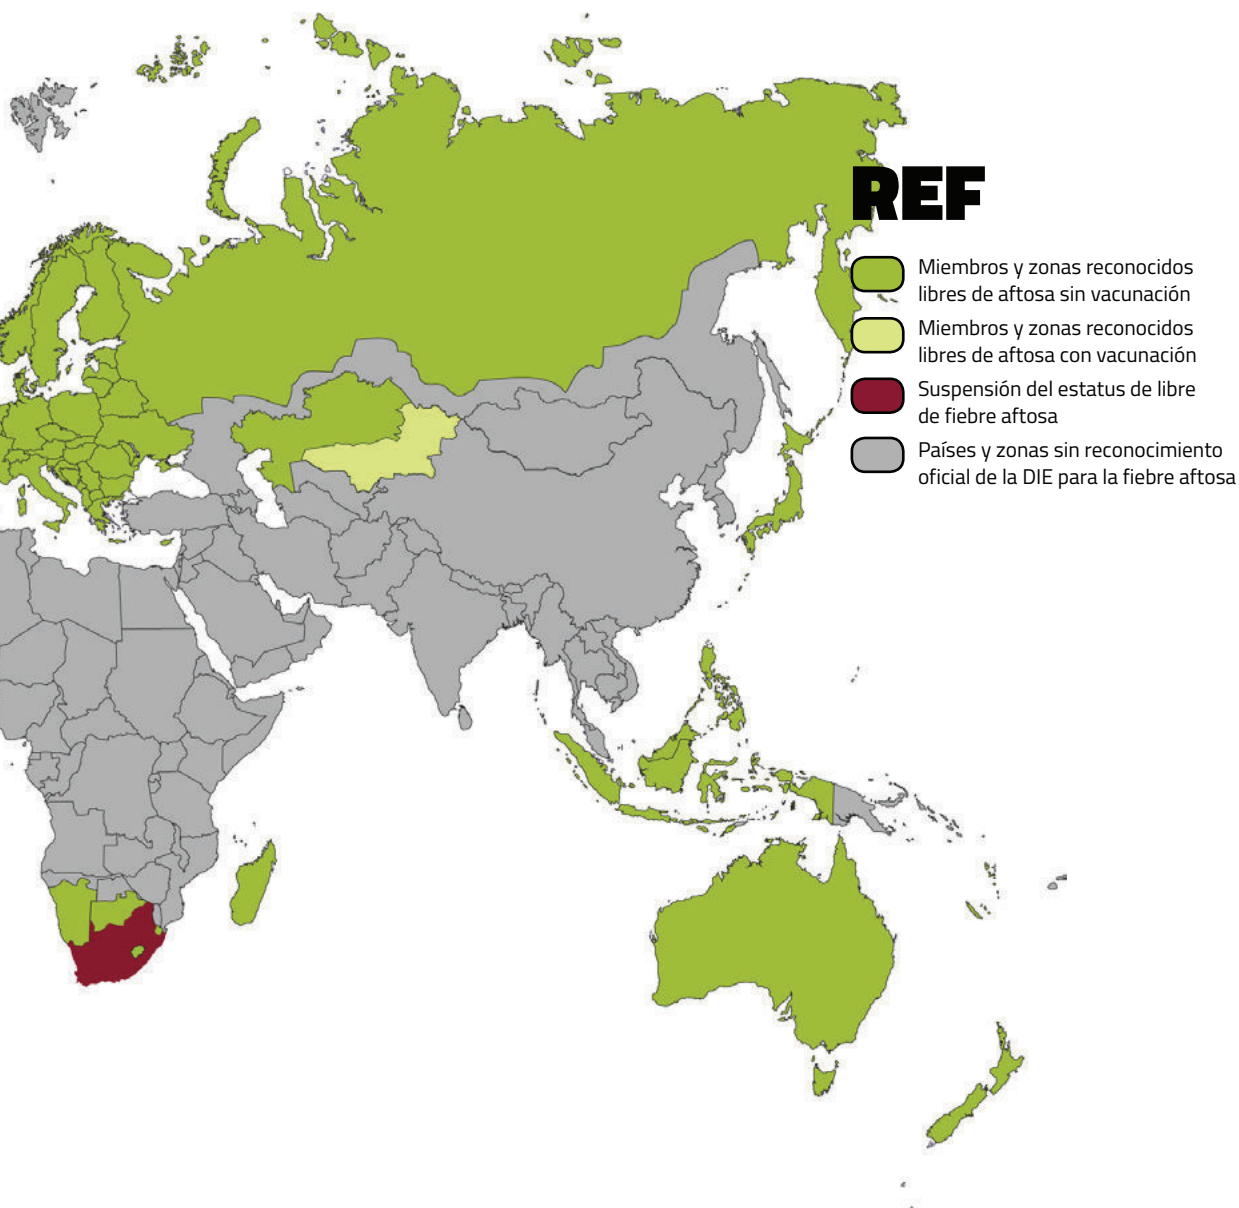 REF
Miembros y zonas reconocidos
libres de aftosa sin vacunación
Miembros y zonas reconocidos
libres de aftosa con vacunación
Suspensión del estatus de libre
de fiebre aftosa
Países y zonas sin reconocimiento
oficial de la DIE para la fiebre aftosa